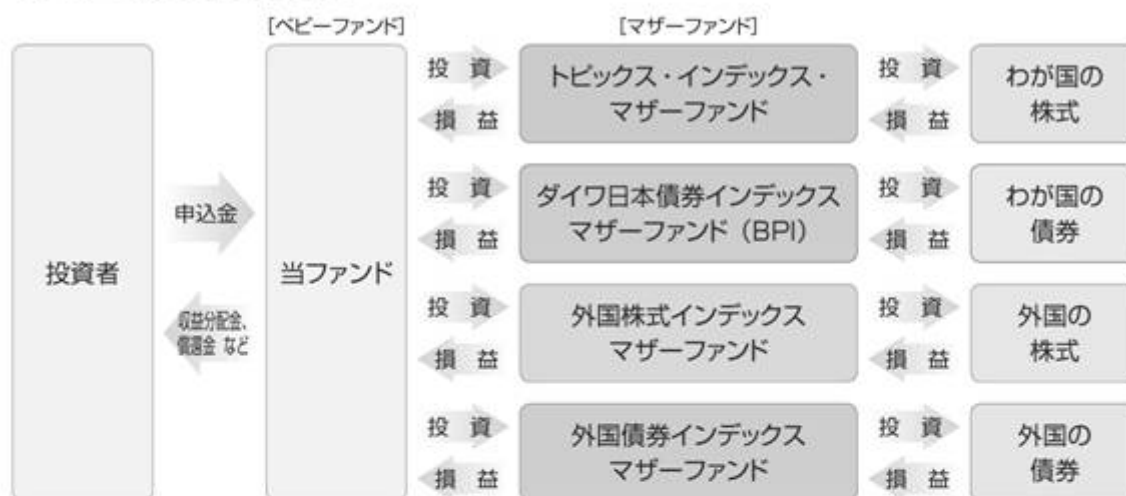 [ベビーファンド]
[マザーファンド]
投資者
申込金
収益分配金、
償還金 など
当ファンド
投 資
損 益
トピックス・インデックス・
マザーファンド
投 資
損 益
わが国の
株式
投 資
損 益
ダイワ日本債券インデックス
マザーファンド（BPI）
投 資
損 益
わが国の
債券
投 資
損 益
外国株式インデックス
マザーファンド
投 資
損 益
外国の
株式
投 資
損 益
外国債券インデックス
マザーファンド
投 資
損 益
外国の
債券